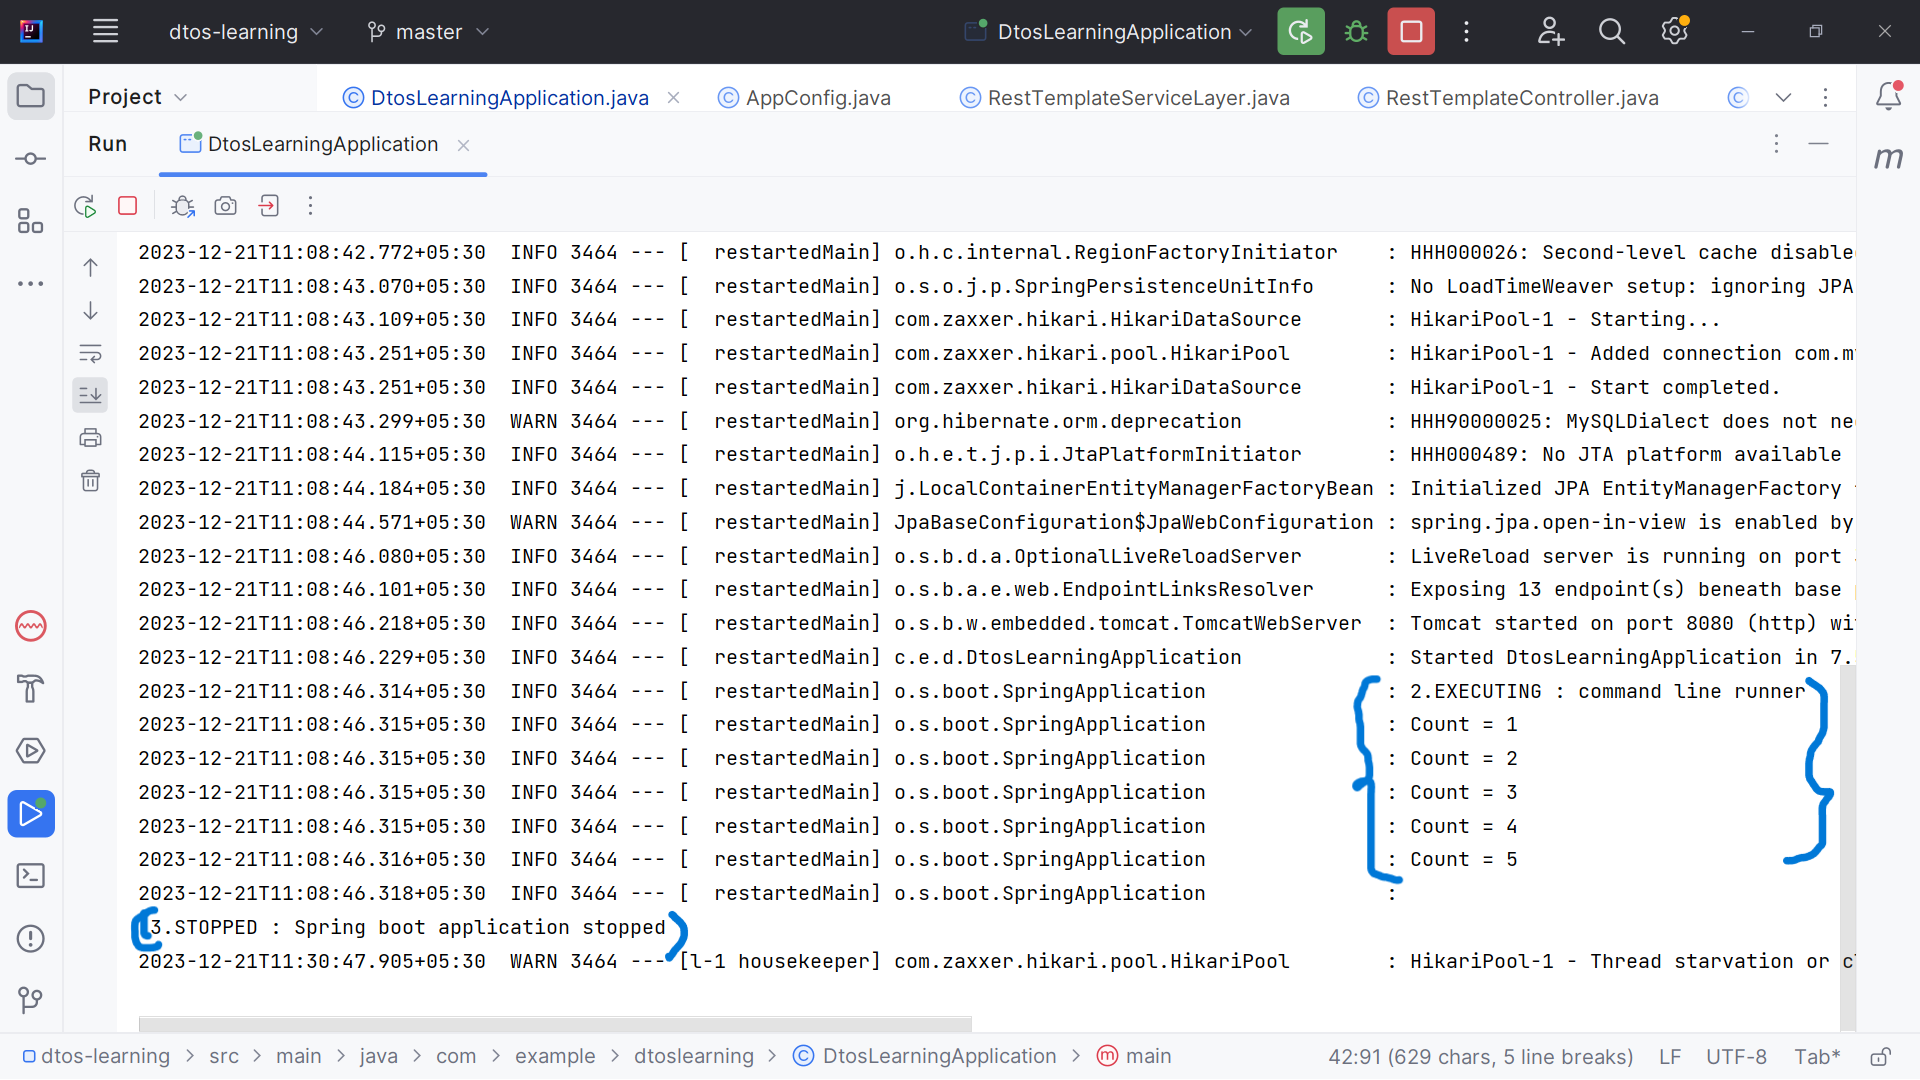 dtos-learning master DtosLearningApplication
Project DtosLearningApplication.java AppConfig.java RestTemplateServiceLayer.java RestTemplateController.java
Run DtosLearningApplication
2023-12-21T11:08:42.772+05:30  INFO 3464 --- [  restartedMain] o.h.c.internal.RegionFactoryInitiator    : HHH000026: Second-level cache disable
2023-12-21T11:08:43.070+05:30  INFO 3464 --- [  restartedMain] o.s.o.j.p.SpringPersistenceUnitInfo      : No LoadTimeWeaver setup: ignoring JPA
2023-12-21T11:08:43.109+05:30  INFO 3464 --- [  restartedMain] com.zaxxer.hikari.HikariDataSource       : HikariPool-1 - Starting...
2023-12-21T11:08:43.251+05:30  INFO 3464 --- [  restartedMain] com.zaxxer.hikari.pool.HikariPool        : HikariPool-1 - Added connection com.m
2023-12-21T11:08:43.251+05:30  INFO 3464 --- [  restartedMain] com.zaxxer.hikari.HikariDataSource       : HikariPool-1 - Start completed.
2023-12-21T11:08:43.299+05:30  WARN 3464 --- [  restartedMain] org.hibernate.orm.deprecation            : HHH90000025: MySQLDialect does not ne
2023-12-21T11:08:44.115+05:30  INFO 3464 --- [  restartedMain] o.h.e.t.j.p.i.JtaPlatformInitiator       : HHH000489: No JTA platform available
2023-12-21T11:08:44.184+05:30  INFO 3464 --- [  restartedMain] j.LocalContainerEntityManagerFactoryBean : Initialized JPA EntityManagerFactory
2023-12-21T11:08:44.571+05:30  WARN 3464 --- [  restartedMain] JpaBaseConfiguration$JpaWebConfiguration : spring.jpa.open-in-view is enabled by
2023-12-21T11:08:46.080+05:30  INFO 3464 --- [  restartedMain] o.s.b.d.a.OptionalLiveReloadServer       : LiveReload server is running on port
2023-12-21T11:08:46.101+05:30  INFO 3464 --- [  restartedMain] o.s.b.a.e.web.EndpointLinksResolver      : Exposing 13 endpoint(s) beneath base
2023-12-21T11:08:46.218+05:30  INFO 3464 --- [  restartedMain] o.s.b.w.embedded.tomcat.TomcatWebServer  : Tomcat started on port 8080 (http) wi
2023-12-21T11:08:46.229+05:30  INFO 3464 --- [  restartedMain] c.e.d.DtosLearningApplication            : Started DtosLearningApplication in 7.
2023-12-21T11:08:46.314+05:30  INFO 3464 --- [  restartedMain] o.s.boot.SpringApplication               : 2.EXECUTING : command line runner
2023-12-21T11:08:46.315+05:30  INFO 3464 --- [  restartedMain] o.s.boot.SpringApplication               : Count = 1
2023-12-21T11:08:46.315+05:30  INFO 3464 --- [  restartedMain] o.s.boot.SpringApplication               : Count = 2
2023-12-21T11:08:46.315+05:30  INFO 3464 --- [  restartedMain] o.s.boot.SpringApplication               : Count = 3
2023-12-21T11:08:46.315+05:30  INFO 3464 --- [  restartedMain] o.s.boot.SpringApplication               : Count = 4
2023-12-21T11:08:46.316+05:30  INFO 3464 --- [  restartedMain] o.s.boot.SpringApplication               : Count = 5
2023-12-21T11:08:46.318+05:30  INFO 3464 --- [  restartedMain] o.s.boot.SpringApplication               :
3.STOPPED : Spring boot application stopped
2023-12-21T11:30:47.905+05:30  WARN 3464 --- [l-1 housekeeper] com.zaxxer.hikari.pool.HikariPool        : HikariPool-1 - Thread starvation or c
dtos-learning > src > main > java > com > example > dtoslearning > DtosLearningApplication > main 42:91 (629 chars, 5 line breaks) LF UTF-8 Tab*